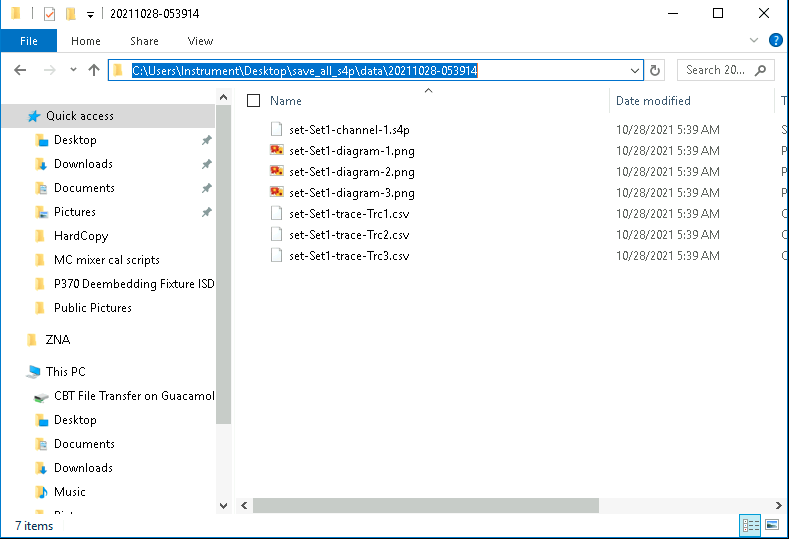 20211028-053914
File Home Share View
C:\Users\Instrument\Desktop\save_all_s4p\data\20211028-053914
Search 20...
Name Date modified T
Quick access
Desktop
Downloads
Documents
Pictures
HardCopy
MC mixer cal scripts
P370 Deembedding Fixture ISD
Public Pictures
ZNA
This PC
CBT File Transfer on Guacamol
Desktop
Documents
Downloads
Music
set-Set1-channel-1.s4p 10/28/2021 5:39 AM S
set-Set1-diagram-1.png 10/28/2021 5:39 AM P
set-Set1-diagram-2.png 10/28/2021 5:39 AM P
set-Set1-diagram-3.png 10/28/2021 5:39 AM P
set-Set1-trace-Trc1.csv 10/28/2021 5:39 AM C
set-Set1-trace-Trc2.csv 10/28/2021 5:39 AM C
set-Set1-trace-Trc3.csv 10/28/2021 5:39 AM C
7 items